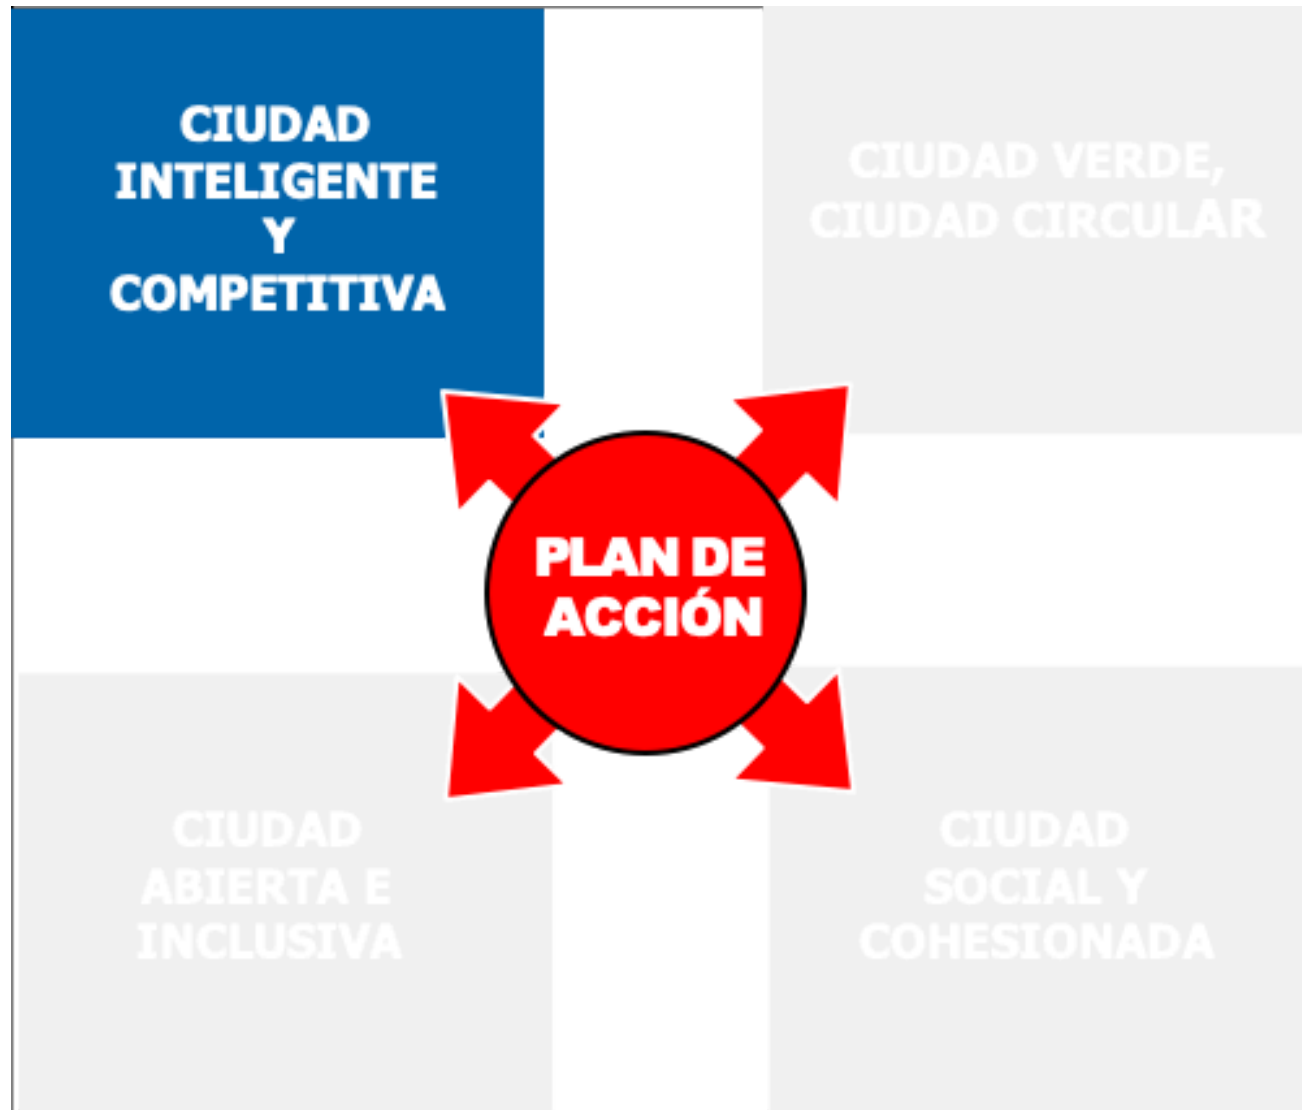 CIUDAD
INTELIGENTE
Y
COMPETITIVA
CIUDAD VERDE,
CIUDAD CIRCULAR
PLAN DE
ACCIÓN
CIUDAD
ABIERTA E
INCLUSIVA
CIUDAD
SOCIAL Y
COHESIONADA